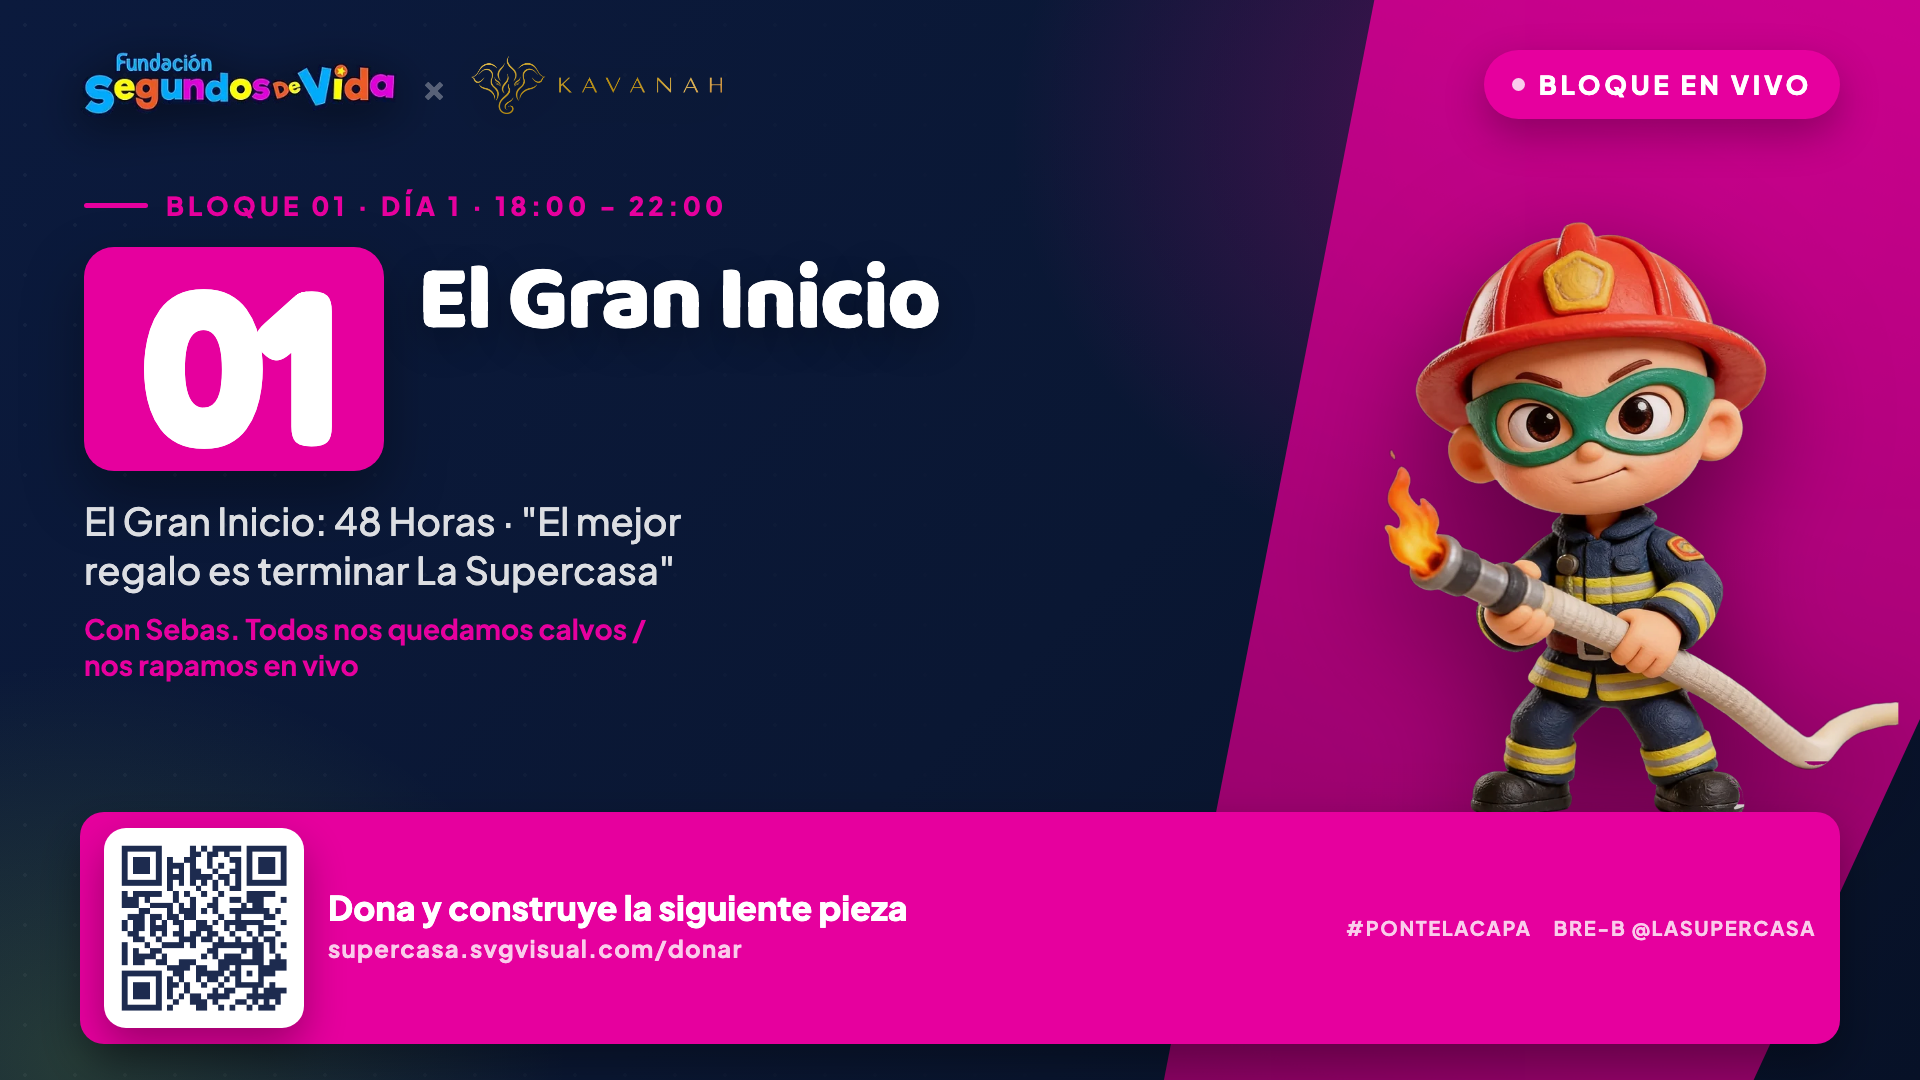 Fundación
Segundos DE Vida
×
KAVANAH
BLOQUE EN VIVO
BLOQUE 01 · DÍA 1 · 18:00 – 22:00
01
El Gran Inicio
El Gran Inicio: 48 Horas · "El mejor
regalo es terminar La Supercasa"
Con Sebas. Todos nos quedamos calvos /
nos rapamos en vivo
Dona y construye la siguiente pieza
supercasa.svgvisual.com/donar
#PONTELACAPA BRE-B @LASUPERCASA